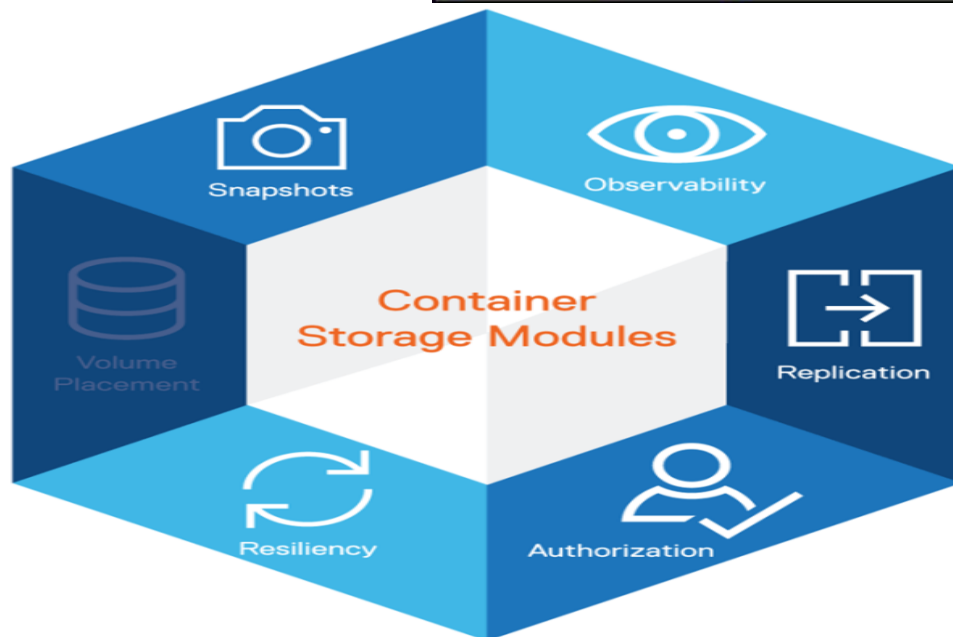 Snapshots
Observability
Container
Storage Modules
Volume
Placement
Replication
Resiliency
Authorization